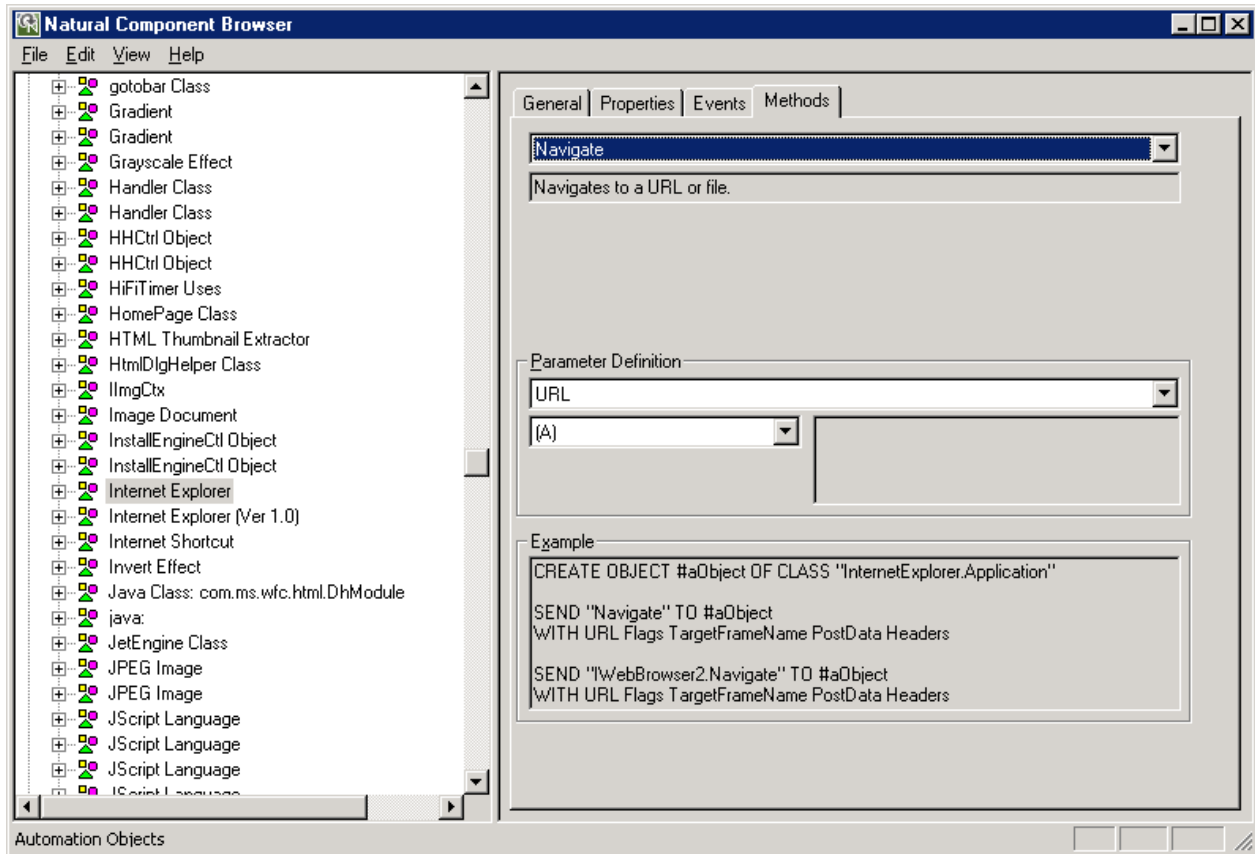 Natural Component Browser
File Edit View Help
gotobar Class
Gradient
Gradient
Grayscale Effect
Handler Class
Handler Class
HHCtrl Object
HHCtrl Object
HiFiTimer Uses
HomePage Class
HTML Thumbnail Extractor
HtmlDlgHelper Class
IImgCtx
Image Document
InstallEngineCtl Object
InstallEngineCtl Object
Internet Explorer
Internet Explorer (Ver 1.0)
Internet Shortcut
Invert Effect
Java Class: com.ms.wfc.html.DhModule
java:
JetEngine Class
JPEG Image
JPEG Image
JScript Language
JScript Language
JScript Language
JScript Language
General Properties Events Methods
Navigate
Navigates to a URL or file.
Parameter Definition
URL
(A)
Example
CREATE OBJECT #aObject OF CLASS "InternetExplorer.Application"
SEND "Navigate" TO #aObject
WITH URL Flags TargetFrameName PostData Headers
SEND "IWebBrowser2.Navigate" TO #aObject
WITH URL Flags TargetFrameName PostData Headers
Automation Objects